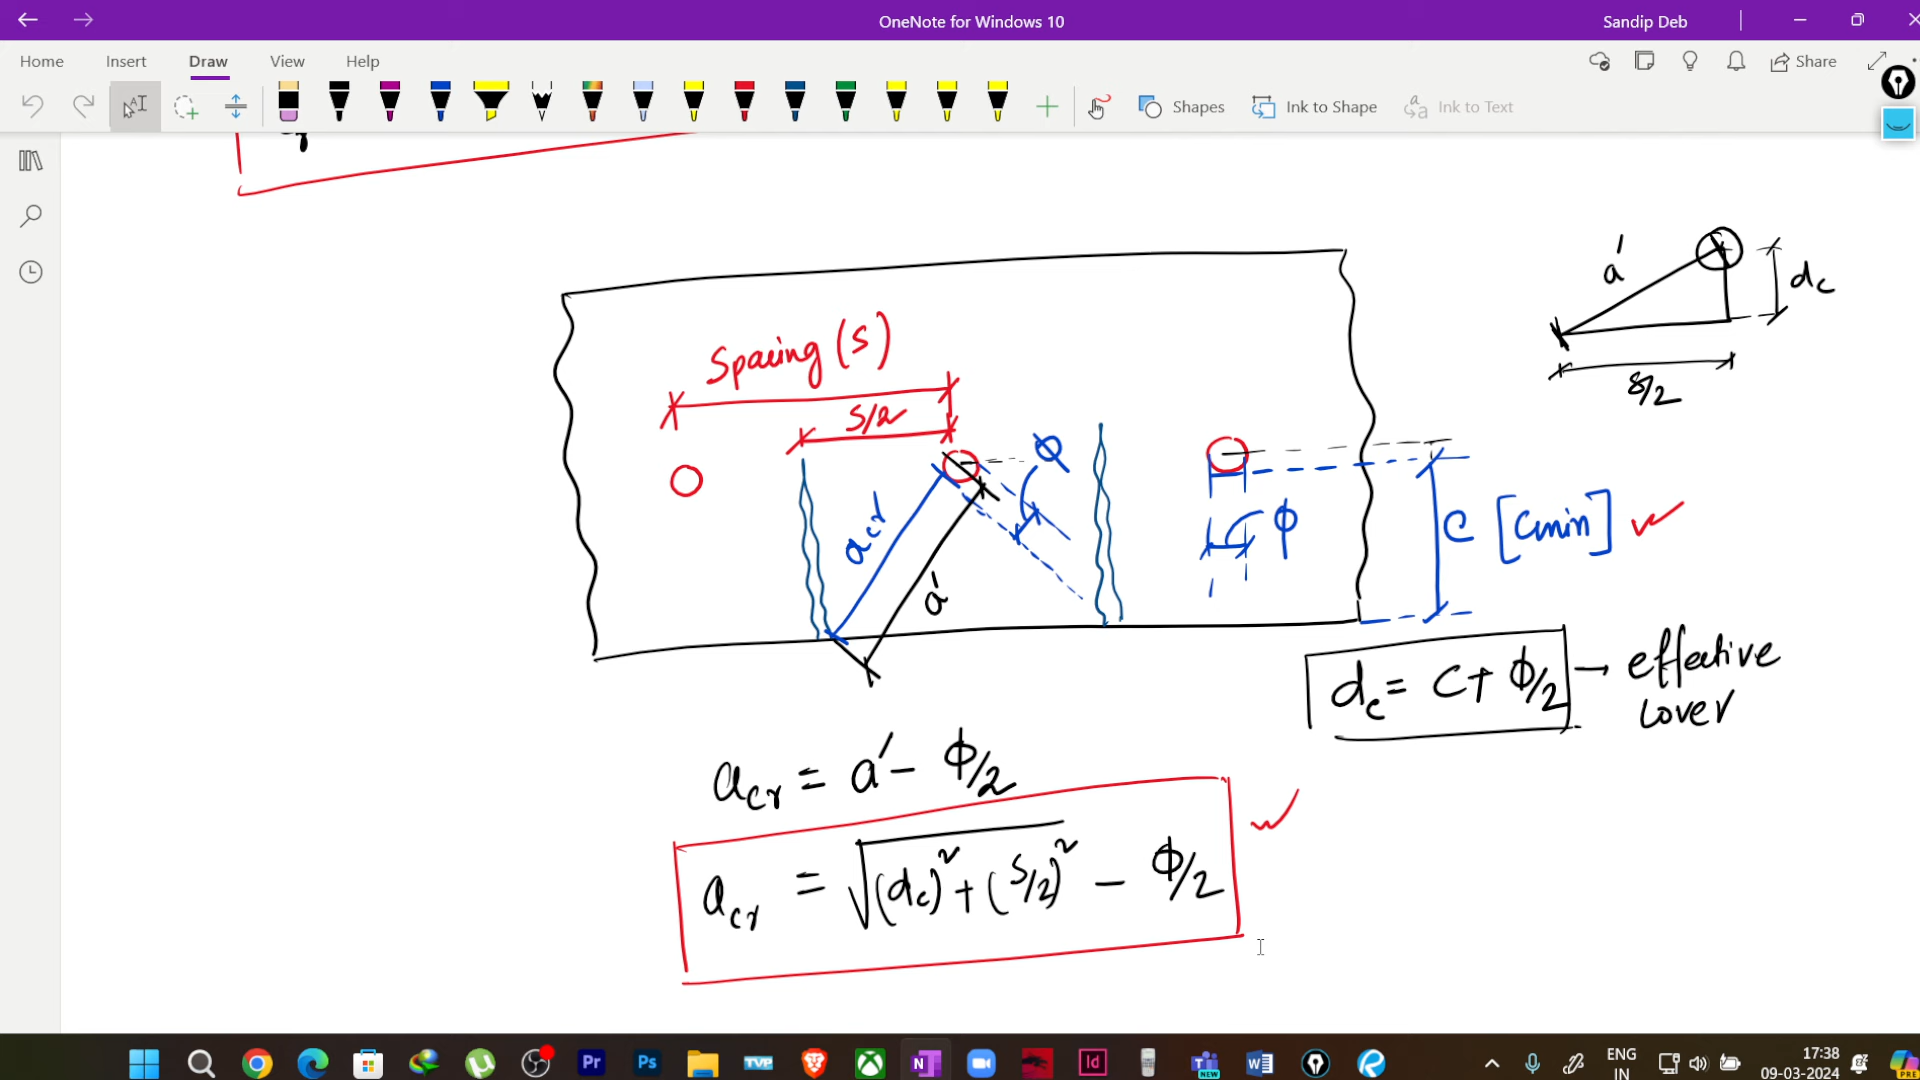 OneNote for Windows 10
Sandip Deb
Home Insert Draw View Help
Share
Shapes Ink to Shape Ink to Text
a'
dc
S/2
Spacing (S)
S/2
ϕ
acr
a'
ϕ
C [Cmin]
dc = C + ϕ/2 → effective cover
acr = a' - ϕ/2
acr = √(dc)² + (S/2)² - ϕ/2
ENG
IN
17:38
09-03-2024